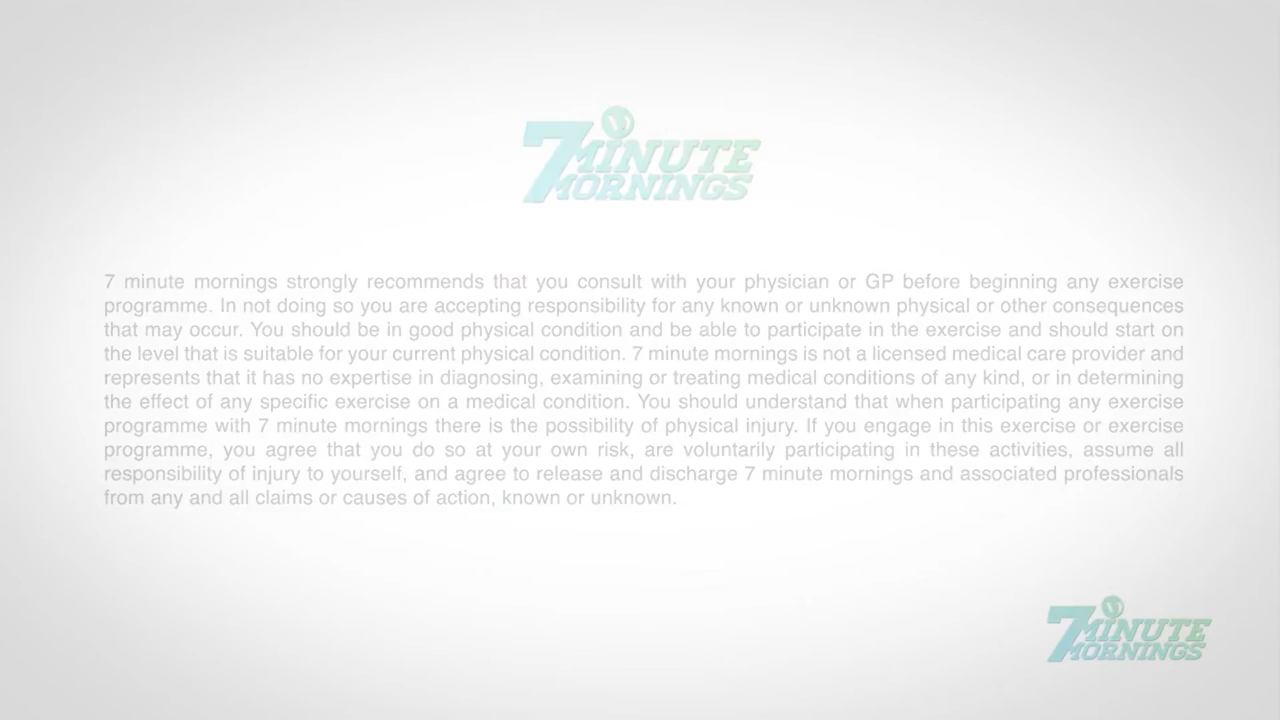 7 MINUTE
MORNINGS
7 minute mornings strongly recommends that you consult with your physician or GP before beginning any exercise
programme. In not doing so you are accepting responsibility for any known or unknown physical or other consequences
that may occur. You should be in good physical condition and be able to participate in the exercise and should start on
the level that is suitable for your current physical condition. 7 minute mornings is not a licensed medical care provider and
represents that it has no expertise in diagnosing, examining or treating medical conditions of any kind, or in determining
the effect of any specific exercise on a medical condition. You should understand that when participating any exercise
programme with 7 minute mornings there is the possibility of physical injury. If you engage in this exercise or exercise
programme, you agree that you do so at your own risk, are voluntarily participating in these activities, assume all
responsibility of injury to yourself, and agree to release and discharge 7 minute mornings and associated professionals
from any and all claims or causes of action, known or unknown.
7 MINUTE
MORNINGS